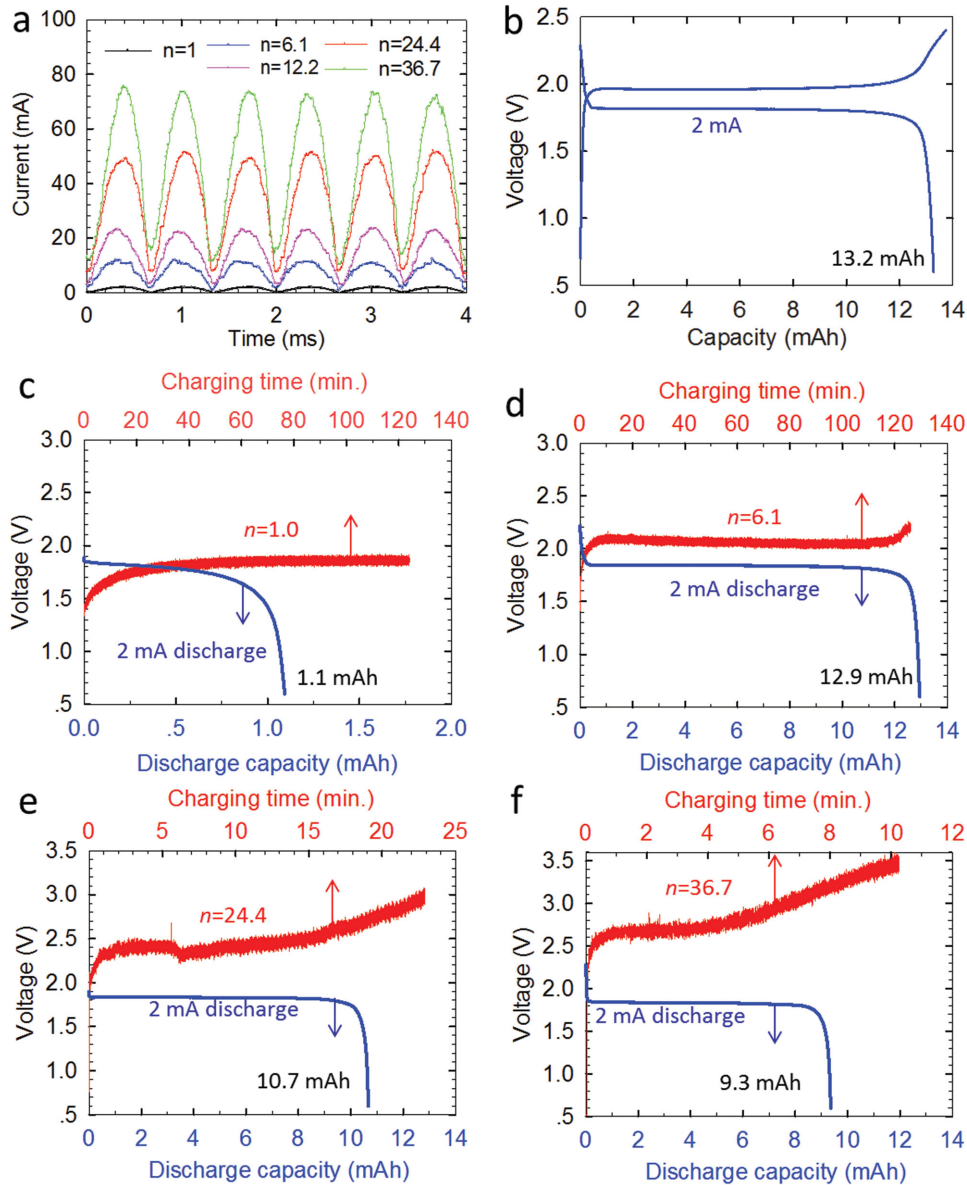 a
n=1 n=6.1 n=24.4
n=12.2 n=36.7
Current (mA)
100
80
60
40
20
0
0 1 2 3 4
Time (ms)
b
Voltage (V)
2.5
2.0
1.5
1.0
.5
2 mA
13.2 mAh
0 2 4 6 8 10 12 14
Capacity (mAh)
c
Charging time (min.)
0 20 40 60 80 100 120 140
Voltage (V)
3.0
2.5
2.0
1.5
1.0
.5
n=1.0
2 mA discharge
1.1 mAh
0.0 .5 1.0 1.5 2.0
Discharge capacity (mAh)
d
Charging time (min.)
0 20 40 60 80 100 120 140
Voltage (V)
3.0
2.5
2.0
1.5
1.0
.5
n=6.1
2 mA discharge
12.9 mAh
0 2 4 6 8 10 12 14
Discharge capacity (mAh)
e
Charging time (min.)
0 5 10 15 20 25
Voltage (V)
3.5
3.0
2.5
2.0
1.5
1.0
.5
n=24.4
2 mA discharge
10.7 mAh
0 2 4 6 8 10 12 14
Discharge capacity (mAh)
f
Charging time (min.)
0 2 4 6 8 10 12
Voltage (V)
3.5
3.0
2.5
2.0
1.5
1.0
.5
n=36.7
2 mA discharge
9.3 mAh
0 2 4 6 8 10 12 14
Discharge capacity (mAh)